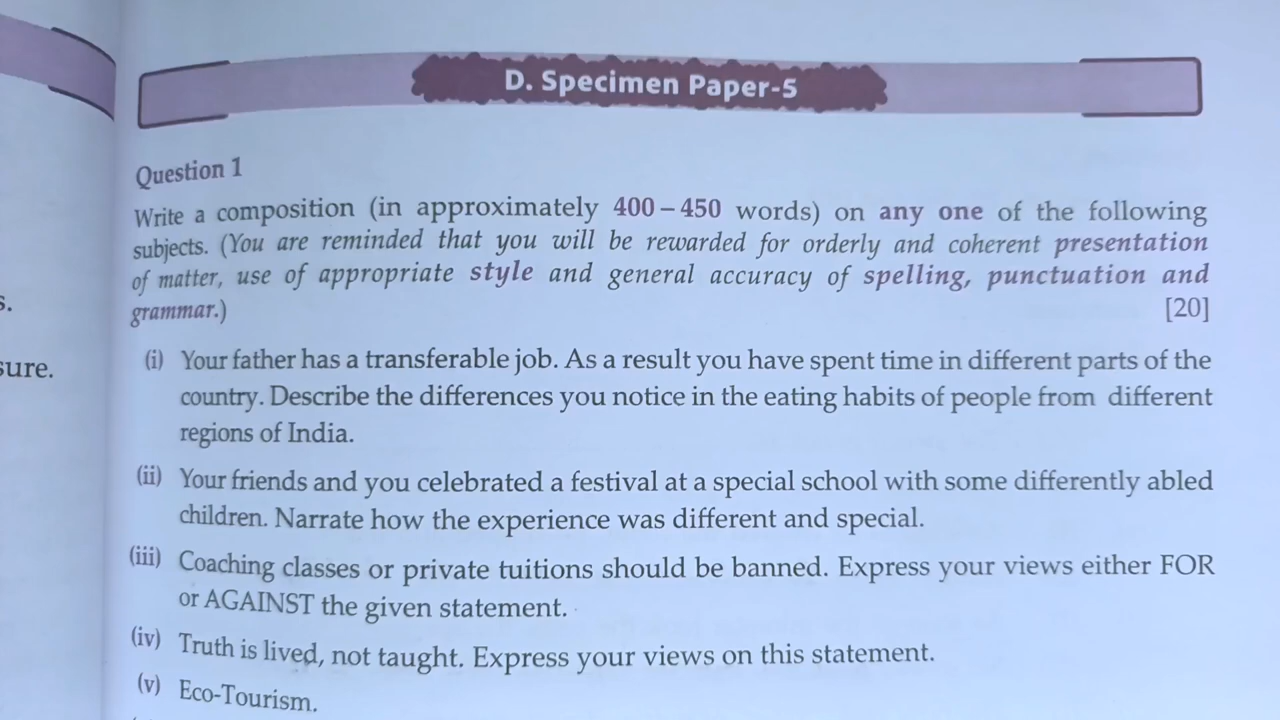 D. Specimen Paper-5
Question 1
Write a composition (in approximately 400 – 450 words) on any one of the following
subjects. (You are reminded that you will be rewarded for orderly and coherent presentation
of matter, use of appropriate style and general accuracy of spelling, punctuation and
s.
grammar.) [20]
(i) Your father has a transferable job. As a result you have spent time in different parts of the
sure.
country. Describe the differences you notice in the eating habits of people from different
regions of India.
(ii) Your friends and you celebrated a festival at a special school with some differently abled
children. Narrate how the experience was different and special.
(iii) Coaching classes or private tuitions should be banned. Express your views either FOR
or AGAINST the given statement.
(iv) Truth is lived, not taught. Express your views on this statement.
(v) Eco-Tourism.